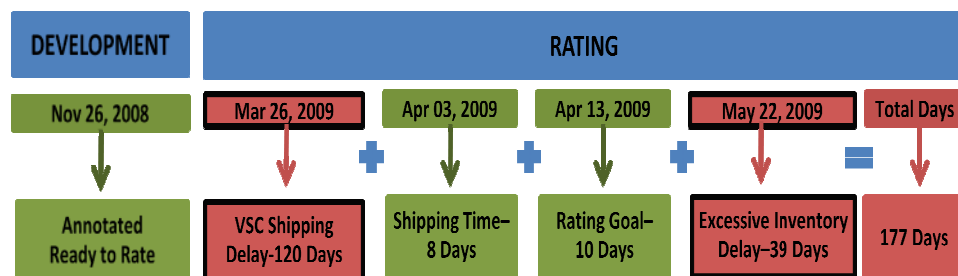 DEVELOPMENT
RATING
Nov 26, 2008
Mar 26, 2009
Apr 03, 2009
Apr 13, 2009
May 22, 2009
Total Days
Annotated
Ready to Rate
VSC Shipping
Delay-120 Days
Shipping Time–
8 Days
Rating Goal–
10 Days
Excessive Inventory
Delay–39 Days
177 Days